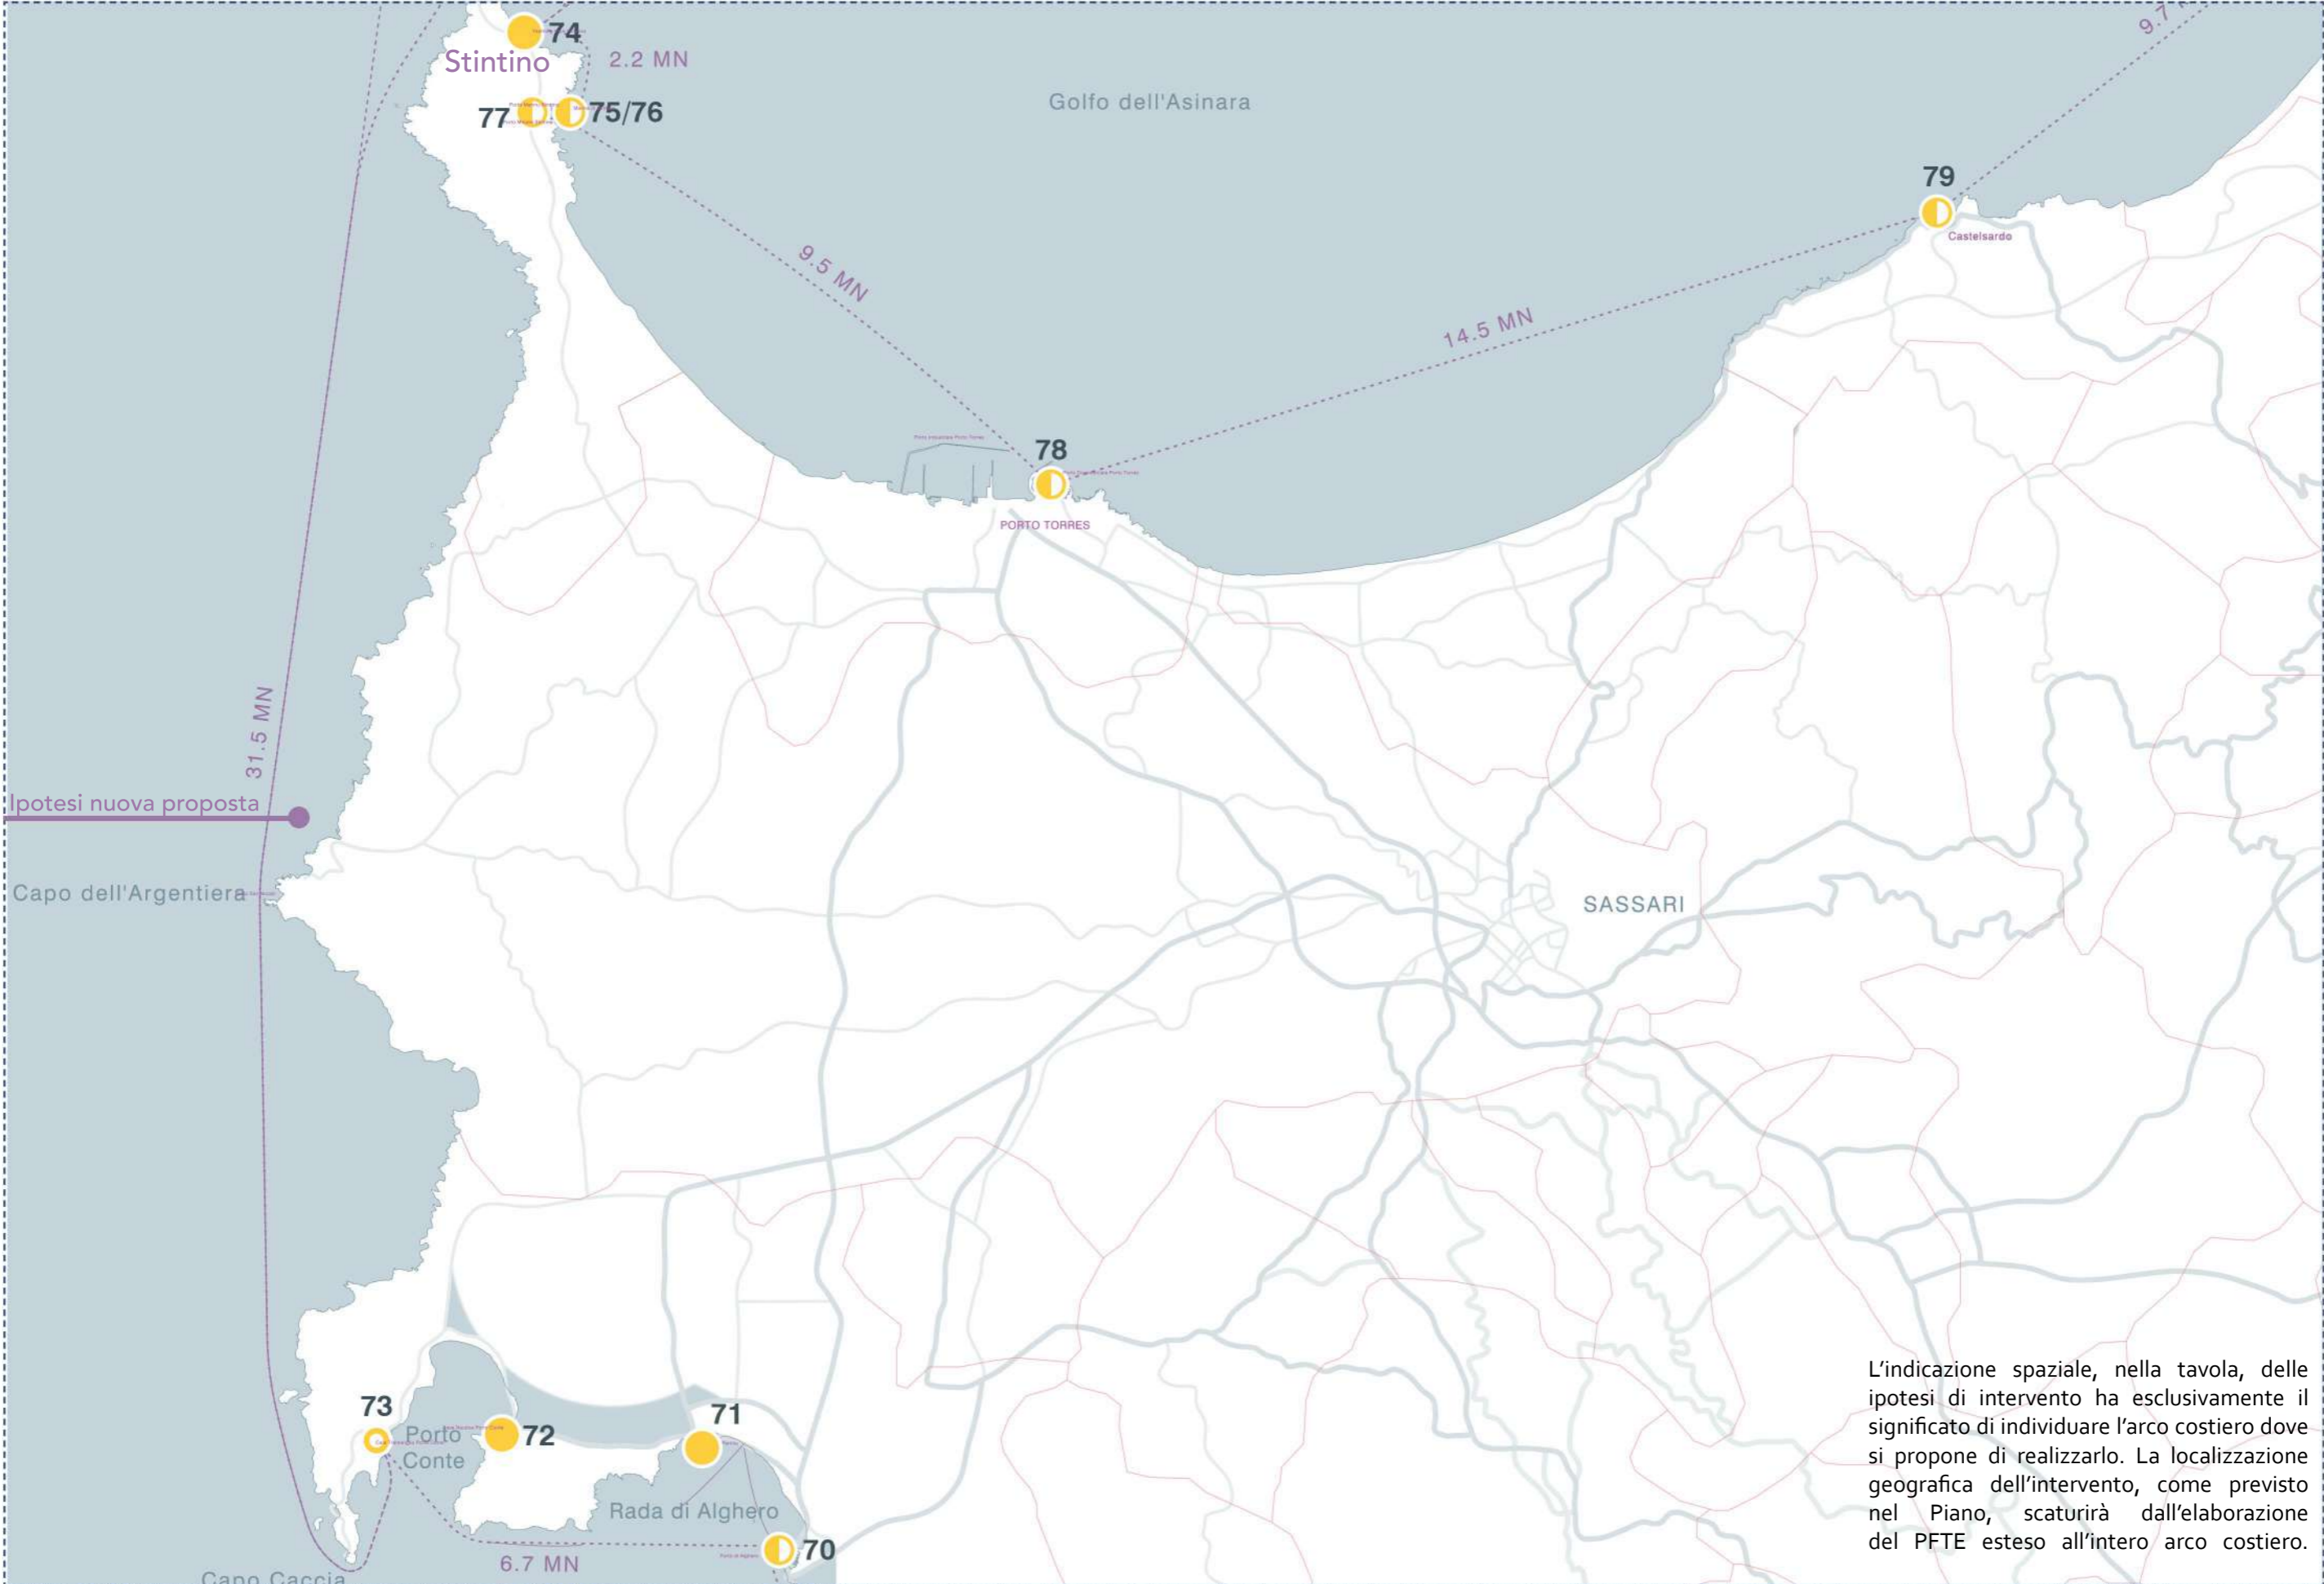 74
Stintino
2.2 MN
77
75/76
Golfo dell'Asinara
9.7
79
Castelsardo
9.5 MN
14.5 MN
Porto Industriale Porto Torres
78
PORTO TORRES
31.5 MN
Ipotesi nuova proposta
Capo dell'Argentiera
SASSARI
73
Porto
Conte
72
71
Rada di Alghero
70
6.7 MN
Capo Caccia
L'indicazione spaziale, nella tavola, delle
ipotesi di intervento ha esclusivamente il
significato di individuare l'arco costiero dove
si propone di realizzarlo. La localizzazione
geografica dell'intervento, come previsto
nel Piano, scaturirà dall'elaborazione
del PFTE esteso all'intero arco costiero.